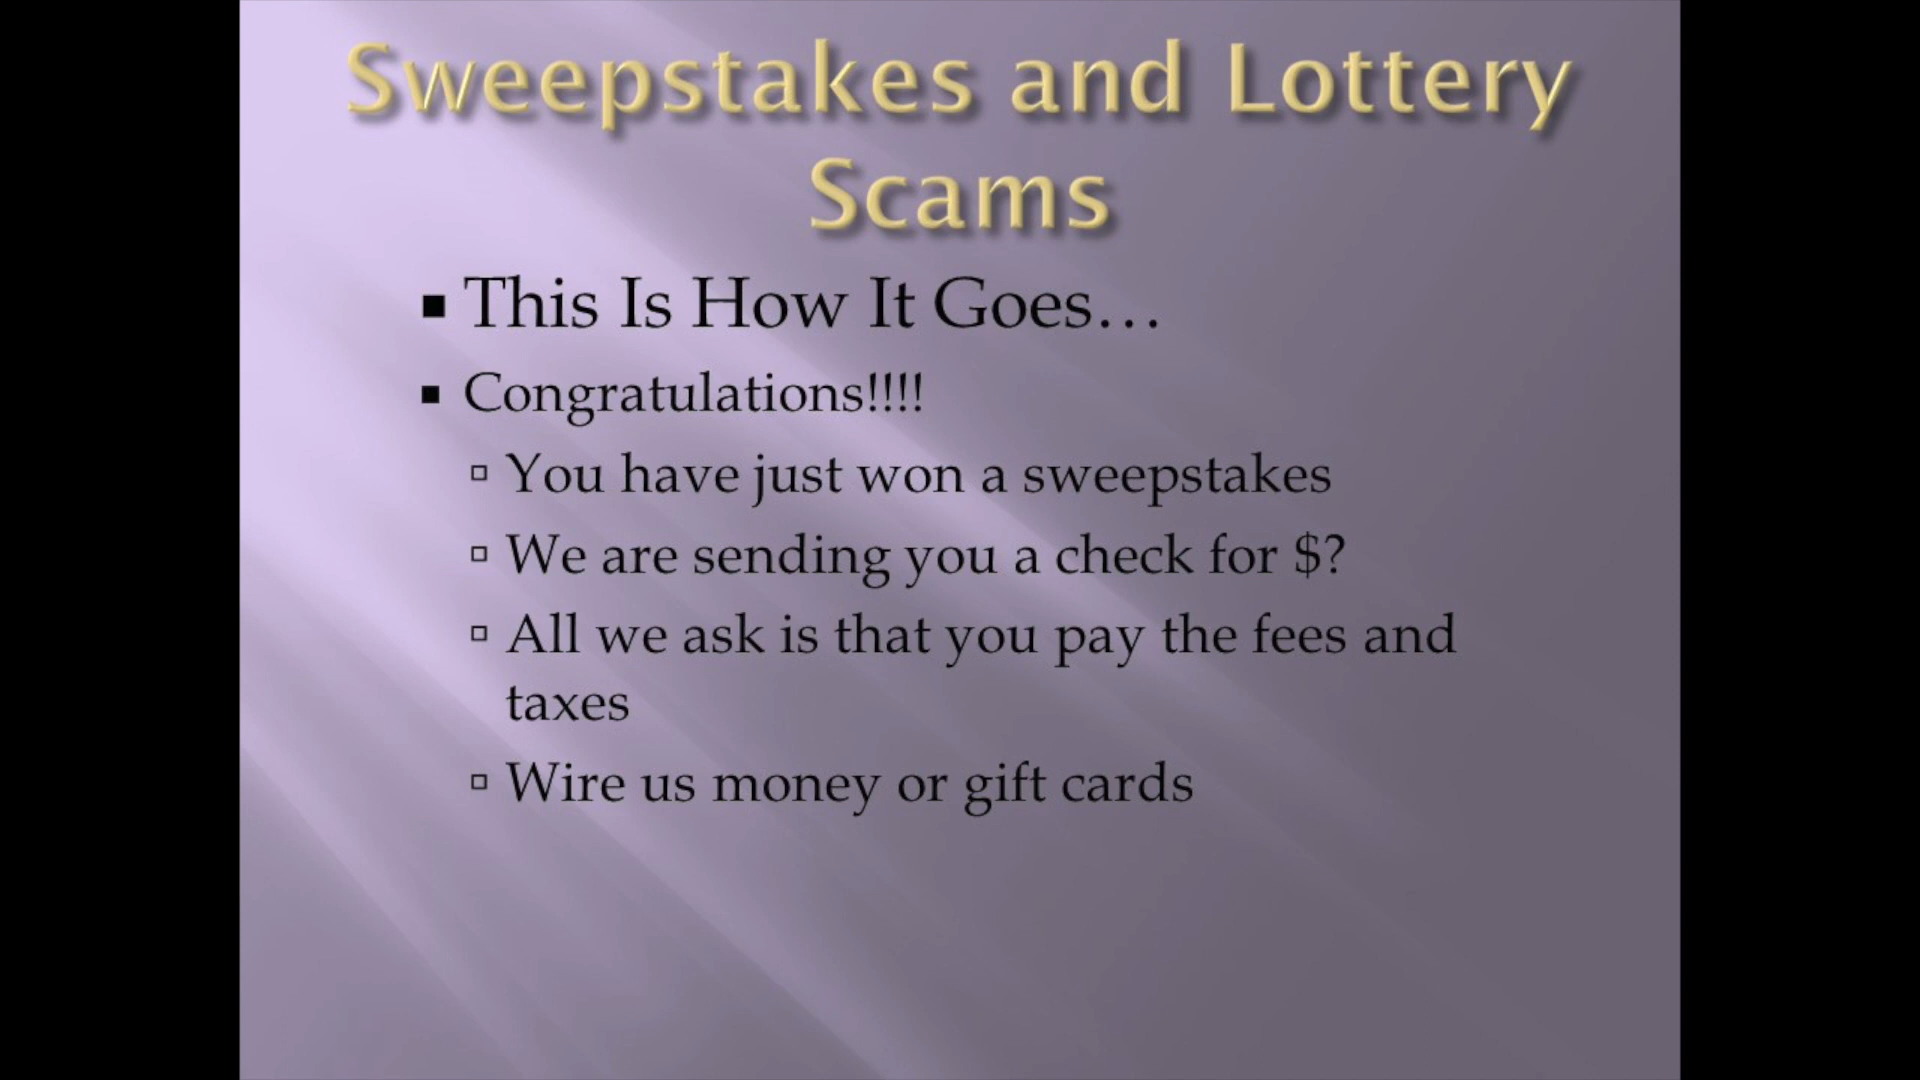 Sweepstakes and Lottery
Scams
▪ This Is How It Goes…
▪ Congratulations!!!!
▫ You have just won a sweepstakes
▫ We are sending you a check for $?
▫ All we ask is that you pay the fees and
taxes
▫ Wire us money or gift cards